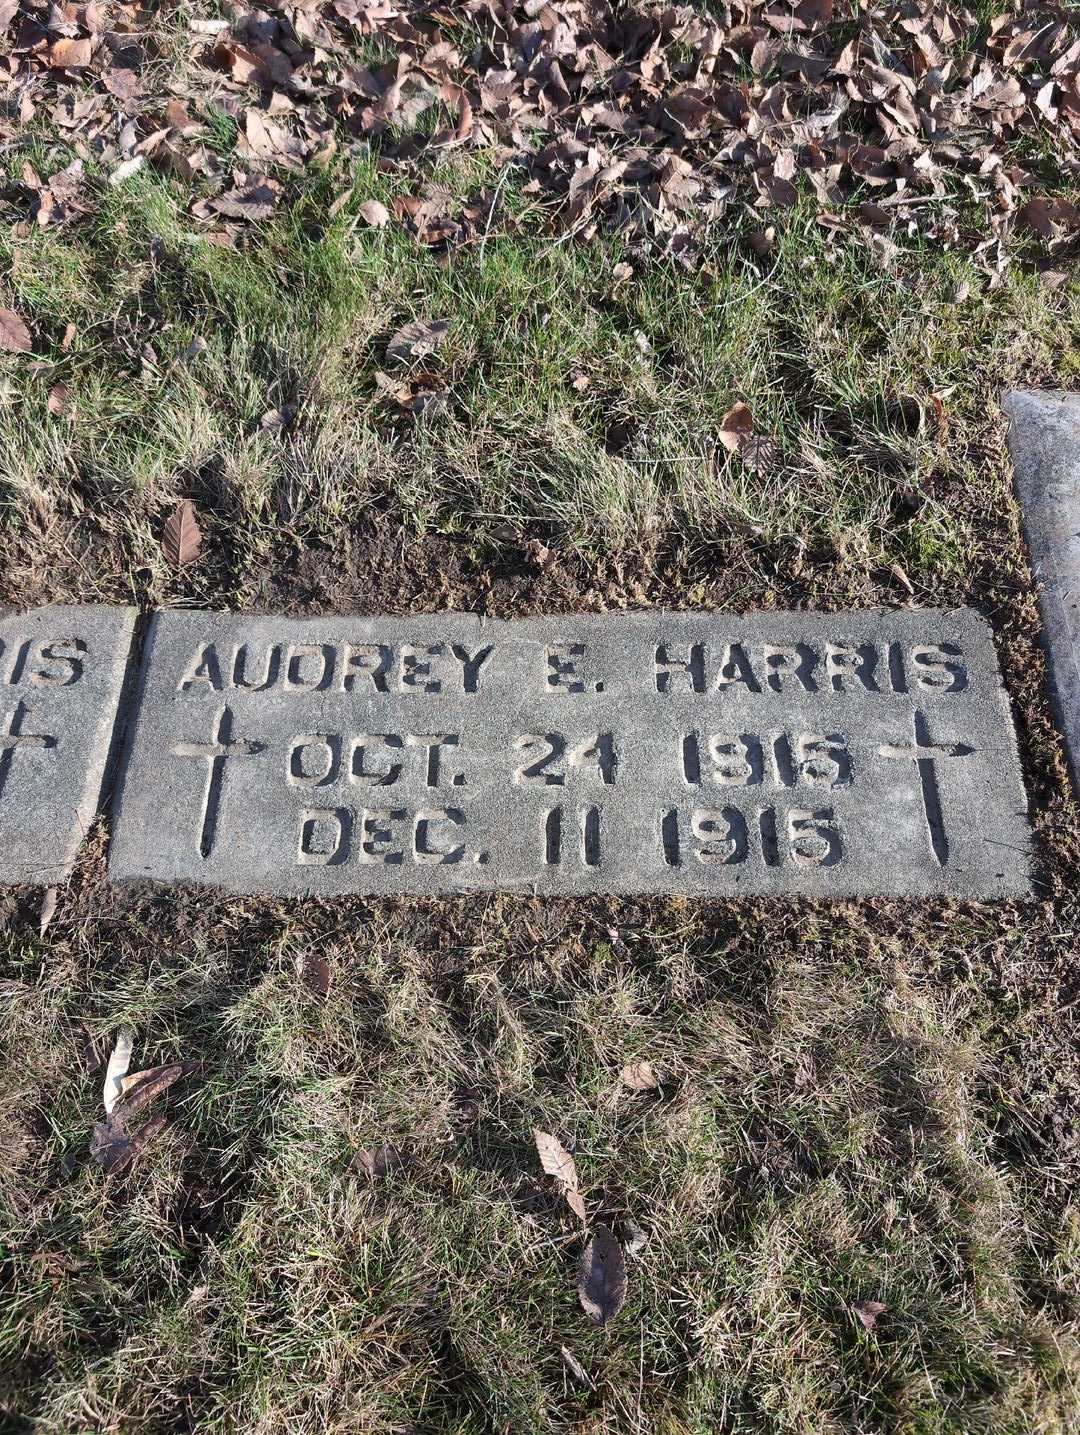 AUDREY E. HARRIS
OCT. 24 1915
DEC. 11 1915